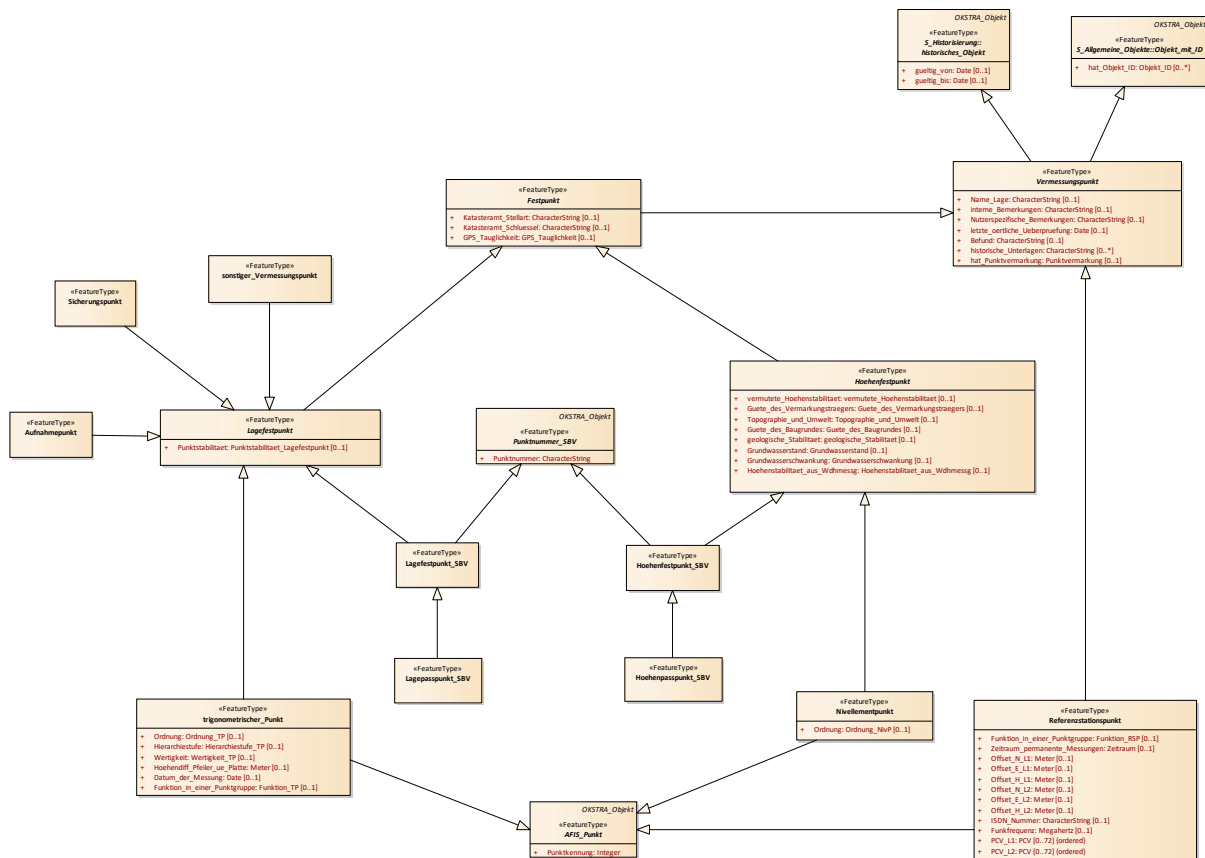 OKSTRA_Objekt
«FeatureType»
S_Historisierung::
historisches_Objekt
+ gueltig_von: Date [0..1]
+ gueltig_bis: Date [0..1]
OKSTRA_Objekt
«FeatureType»
S_Allgemeine_Objekte::Objekt_mit_ID
+ hat_Objekt_ID: Objekt_ID [0..*]
«FeatureType»
Vermessungspunkt
+ Name_Lage: CharacterString [0..1]
+ interne_Bemerkungen: CharacterString [0..1]
+ Nutzerspezifische_Bemerkungen: CharacterString [0..1]
+ letzte_oertliche_Ueberpruefung: Date [0..1]
+ Befund: CharacterString [0..1]
+ historische_Unterlagen: CharacterString [0..*]
+ hat_Punktvermarkung: Punktvermarkung [0..1]
«FeatureType»
Festpunkt
+ Katasteramt_Stellart: CharacterString [0..1]
+ Katasteramt_Schluessel: CharacterString [0..1]
+ GPS_Tauglichkeit: GPS_Tauglichkeit [0..1]
«FeatureType»
sonstiger_Vermessungspunkt
«FeatureType»
Sicherungspunkt
«FeatureType»
Hoehenfestpunkt
+ vermutete_Hoehenstabilitaet: vermutete_Hoehenstabilitaet [0..1]
+ Guete_des_Vermarkungstraegers: Guete_des_Vermarkungstraegers [0..1]
+ Topographie_und_Umwelt: Topographie_und_Umwelt [0..1]
+ Guete_des_Baugrundes: Guete_des_Baugrundes [0..1]
+ geologische_Stabilitaet: geologische_Stabilitaet [0..1]
+ Grundwasserstand: Grundwasserstand [0..1]
+ Grundwasserschwankung: Grundwasserschwankung [0..1]
+ Hoehenstabilitaet_aus_Wdhmessg: Hoehenstabilitaet_aus_Wdhmessg [0..1]
«FeatureType»
Aufnahmepunkt
«FeatureType»
Lagefestpunkt
+ Punktstabilitaet: Punktstabilitaet_Lagefestpunkt [0..1]
OKSTRA_Objekt
«FeatureType»
Punktnummer_SBV
+ Punktnummer: CharacterString
«FeatureType»
Lagefestpunkt_SBV
«FeatureType»
Hoehenfestpunkt_SBV
«FeatureType»
Lagepasspunkt_SBV
«FeatureType»
Hoehenpasspunkt_SBV
«FeatureType»
trigonometrischer_Punkt
+ Ordnung: Ordnung_TP [0..1]
+ Hierarchiestufe: Hierarchiestufe_TP [0..1]
+ Wertigkeit: Wertigkeit_TP [0..1]
+ Hoehendiff_Pfeiler_ue_Platte: Meter [0..1]
+ Datum_der_Messung: Date [0..1]
+ Funktion_in_einer_Punktgruppe: Funktion_TP [0..1]
«FeatureType»
Nivellementpunkt
+ Ordnung: Ordnung_NivP [0..1]
«FeatureType»
Referenzstationspunkt
+ Funktion_in_einer_Punktgruppe: Funktion_RSP [0..1]
+ Zeitraum_permanente_Messungen: Zeitraum [0..1]
+ Offset_N_L1: Meter [0..1]
+ Offset_E_L1: Meter [0..1]
+ Offset_H_L1: Meter [0..1]
+ Offset_N_L2: Meter [0..1]
+ Offset_E_L2: Meter [0..1]
+ Offset_H_L2: Meter [0..1]
+ ISDN_Nummer: CharacterString [0..1]
+ Funkfrequenz: Megahertz [0..1]
+ PCV_L1: PCV [0..72] {ordered}
+ PCV_L2: PCV [0..72] {ordered}
OKSTRA_Objekt
«FeatureType»
AFIS_Punkt
+ Punktkennung: Integer